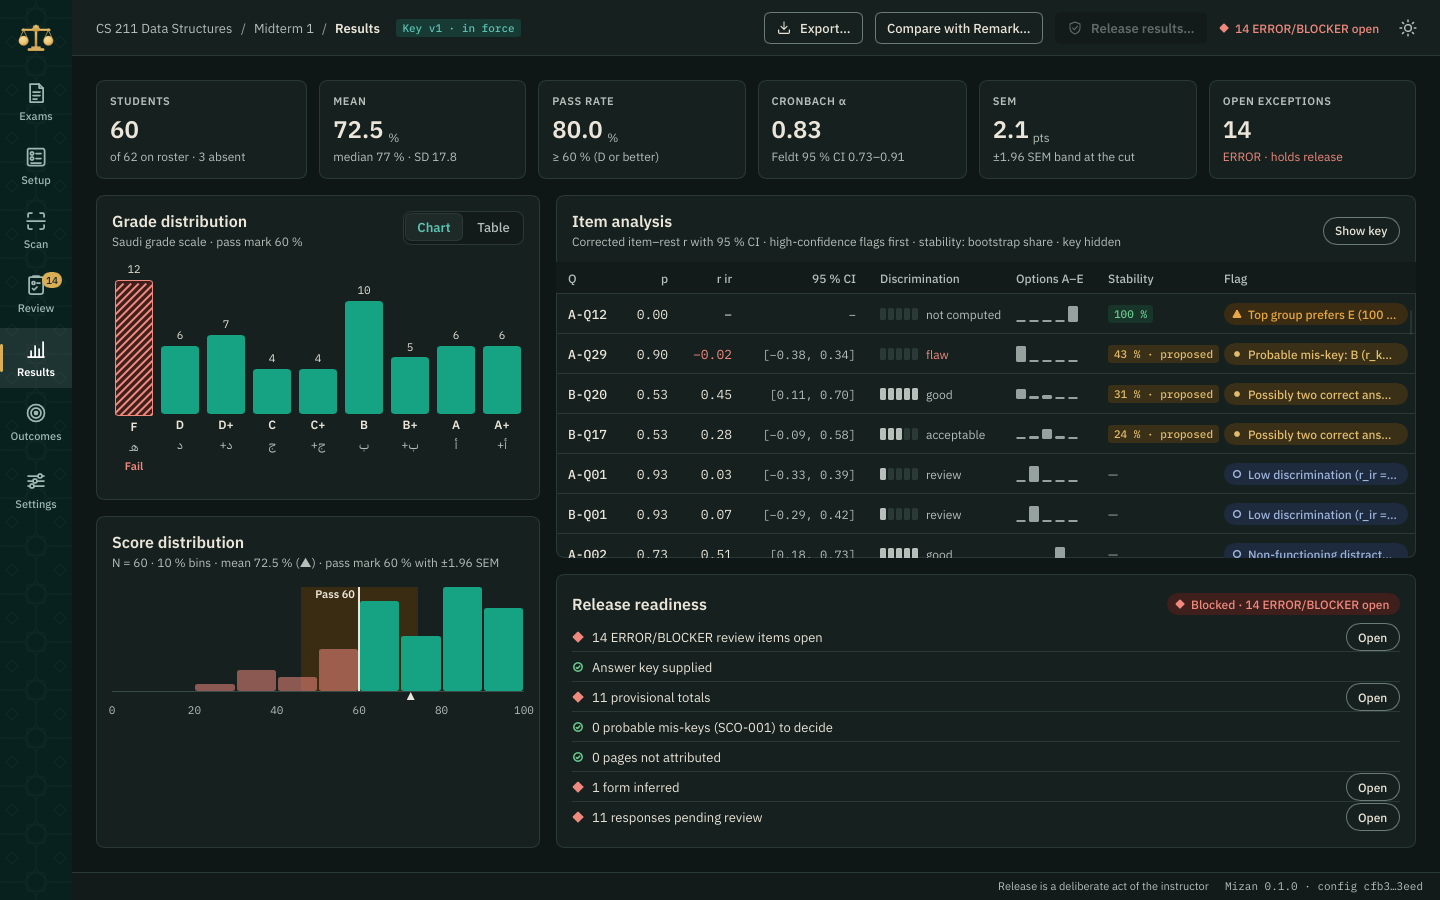 CS 211 Data Structures / Midterm 1 / Results Key v1 · in force
Export... Compare with Remark... Release results... 14 ERROR/BLOCKER open
Exams
Setup
Scan
14
Review
Results
Outcomes
Settings
STUDENTS
60
of 62 on roster · 3 absent
MEAN
72.5 %
median 77 % · SD 17.8
PASS RATE
80.0 %
≥ 60 % (D or better)
CRONBACH α
0.83
Feldt 95 % CI 0.73–0.91
SEM
2.1 pts
±1.96 SEM band at the cut
OPEN EXCEPTIONS
14
ERROR · holds release
Grade distribution
Saudi grade scale · pass mark 60 %
Chart Table
12 6 7 4 4 10 5 6 6
F D D+ C C+ B B+ A A+
هـ د د+ ج ج+ ب ب+ أ أ+
Fail
Score distribution
N = 60 · 10 % bins · mean 72.5 % (▲) · pass mark 60 % with ±1.96 SEM
Pass 60
0 20 40 60 80 100
Item analysis
Corrected item–rest r with 95 % CI · high-confidence flags first · stability: bootstrap share · key hidden
Show key
Q p r ir 95 % CI Discrimination Options A–E Stability Flag
A-Q12 0.00 – – not computed 100 % Top group prefers E (100 ...
A-Q29 0.90 −0.02 [−0.38, 0.34] flaw 43 % · proposed Probable mis-key: B (r_k...
B-Q20 0.53 0.45 [0.11, 0.70] good 31 % · proposed Possibly two correct ans...
B-Q17 0.53 0.28 [−0.09, 0.58] acceptable 24 % · proposed Possibly two correct ans...
A-Q01 0.93 0.03 [−0.33, 0.39] review — Low discrimination (r_ir =...
B-Q01 0.93 0.07 [−0.29, 0.42] review — Low discrimination (r_ir =...
A-Q02 0.73 0.51 [0.18, 0.73] good — Non-functioning distract...
Release readiness
Blocked · 14 ERROR/BLOCKER open
14 ERROR/BLOCKER review items open Open
Answer key supplied
11 provisional totals Open
0 probable mis-keys (SCO-001) to decide
0 pages not attributed
1 form inferred Open
11 responses pending review Open
Release is a deliberate act of the instructor Mizan 0.1.0 · config cfb3…3eed